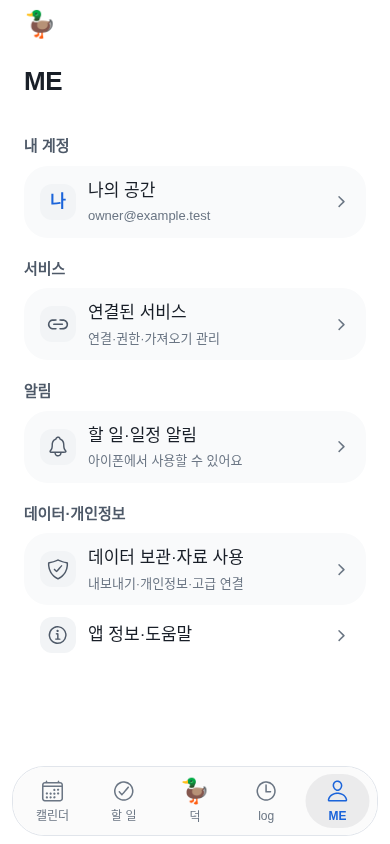 ME
내 계정
나
나의 공간
owner@example.test
서비스
연결된 서비스
연결·권한·가져오기 관리
알림
할 일·일정 알림
아이폰에서 사용할 수 있어요
데이터·개인정보
데이터 보관·자료 사용
내보내기·개인정보·고급 연결
앱 정보·도움말
캘린더
할 일
덕
log
ME